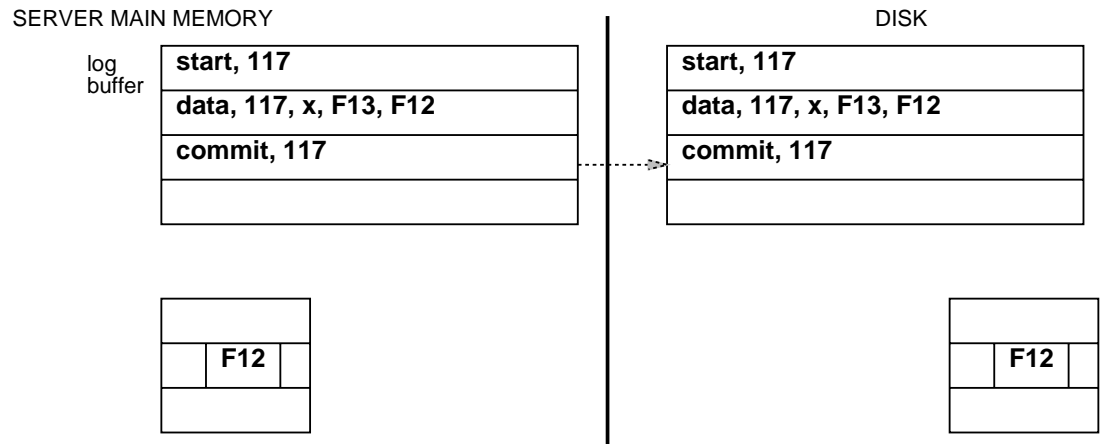 SERVER MAIN MEMORY
DISK
log
buffer
start, 117
data, 117, x, F13, F12
commit, 117
start, 117
data, 117, x, F13, F12
commit, 117
F12
F12